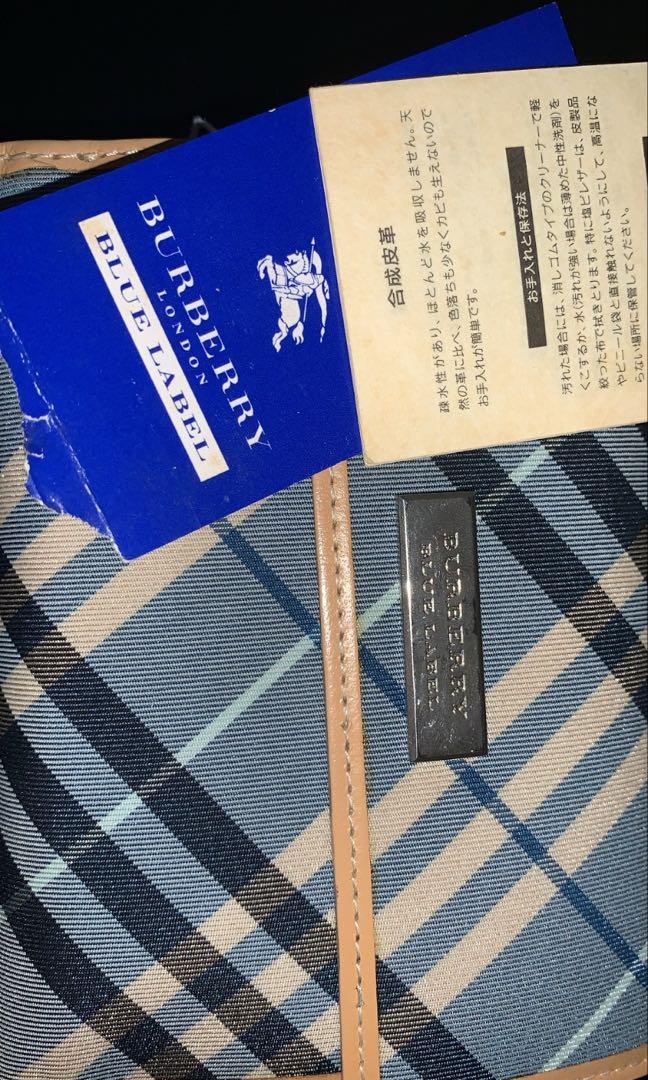 BURBERRY
LONDON
BLUE LABEL
合成皮革
疎水性があり、ほとんど水を吸収しません。天
然の革に比べ、色落ちも少なくカビも生えないので
お手入れが簡単です。
お手入れと保存法
汚れた場合には、消しゴムタイプのクリーナーで軽
くこするか、水(汚れが強い場合は薄めた中性洗剤)を
絞った布で拭きとります。特に塩ビレザーは、皮製品
やビニール袋と直接触れないようにして、高温にな
らない場所に保管してください。
BURBERRY
BLUE LABEL